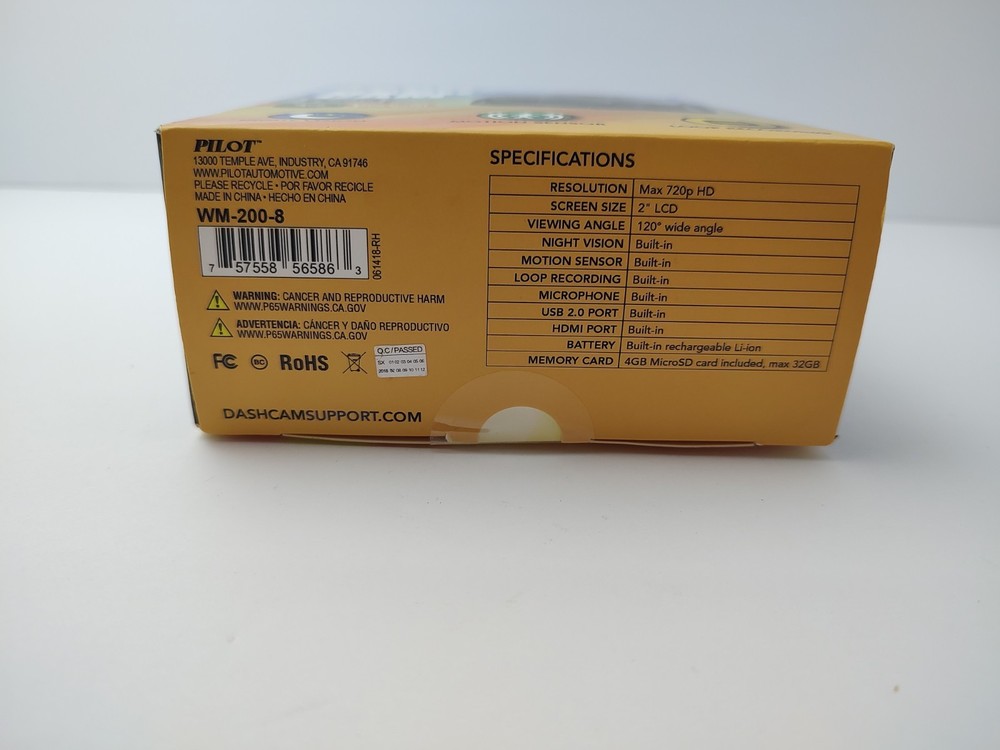 PILOT™
13000 TEMPLE AVE, INDUSTRY, CA 91746
WWW.PILOTAUTOMOTIVE.COM
PLEASE RECYCLE • POR FAVOR RECICLE
MADE IN CHINA • HECHO EN CHINA
WM-200-8
7 57558 56586 3
061418-RH
WARNING: CANCER AND REPRODUCTIVE HARM
WWW.P65WARNINGS.CA.GOV
ADVERTENCIA: CÁNCER Y DAÑO REPRODUCTIVO
WWW.P65WARNINGS.CA.GOV
FC BC RoHS
Q.C/PASSED
DASHCAMSUPPORT.COM
SPECIFICATIONS
RESOLUTION Max 720p HD
SCREEN SIZE 2" LCD
VIEWING ANGLE 120° wide angle
NIGHT VISION Built-in
MOTION SENSOR Built-in
LOOP RECORDING Built-in
MICROPHONE Built-in
USB 2.0 PORT Built-in
HDMI PORT Built-in
BATTERY Built-in rechargeable Li-ion
MEMORY CARD 4GB MicroSD card included, max 32GB